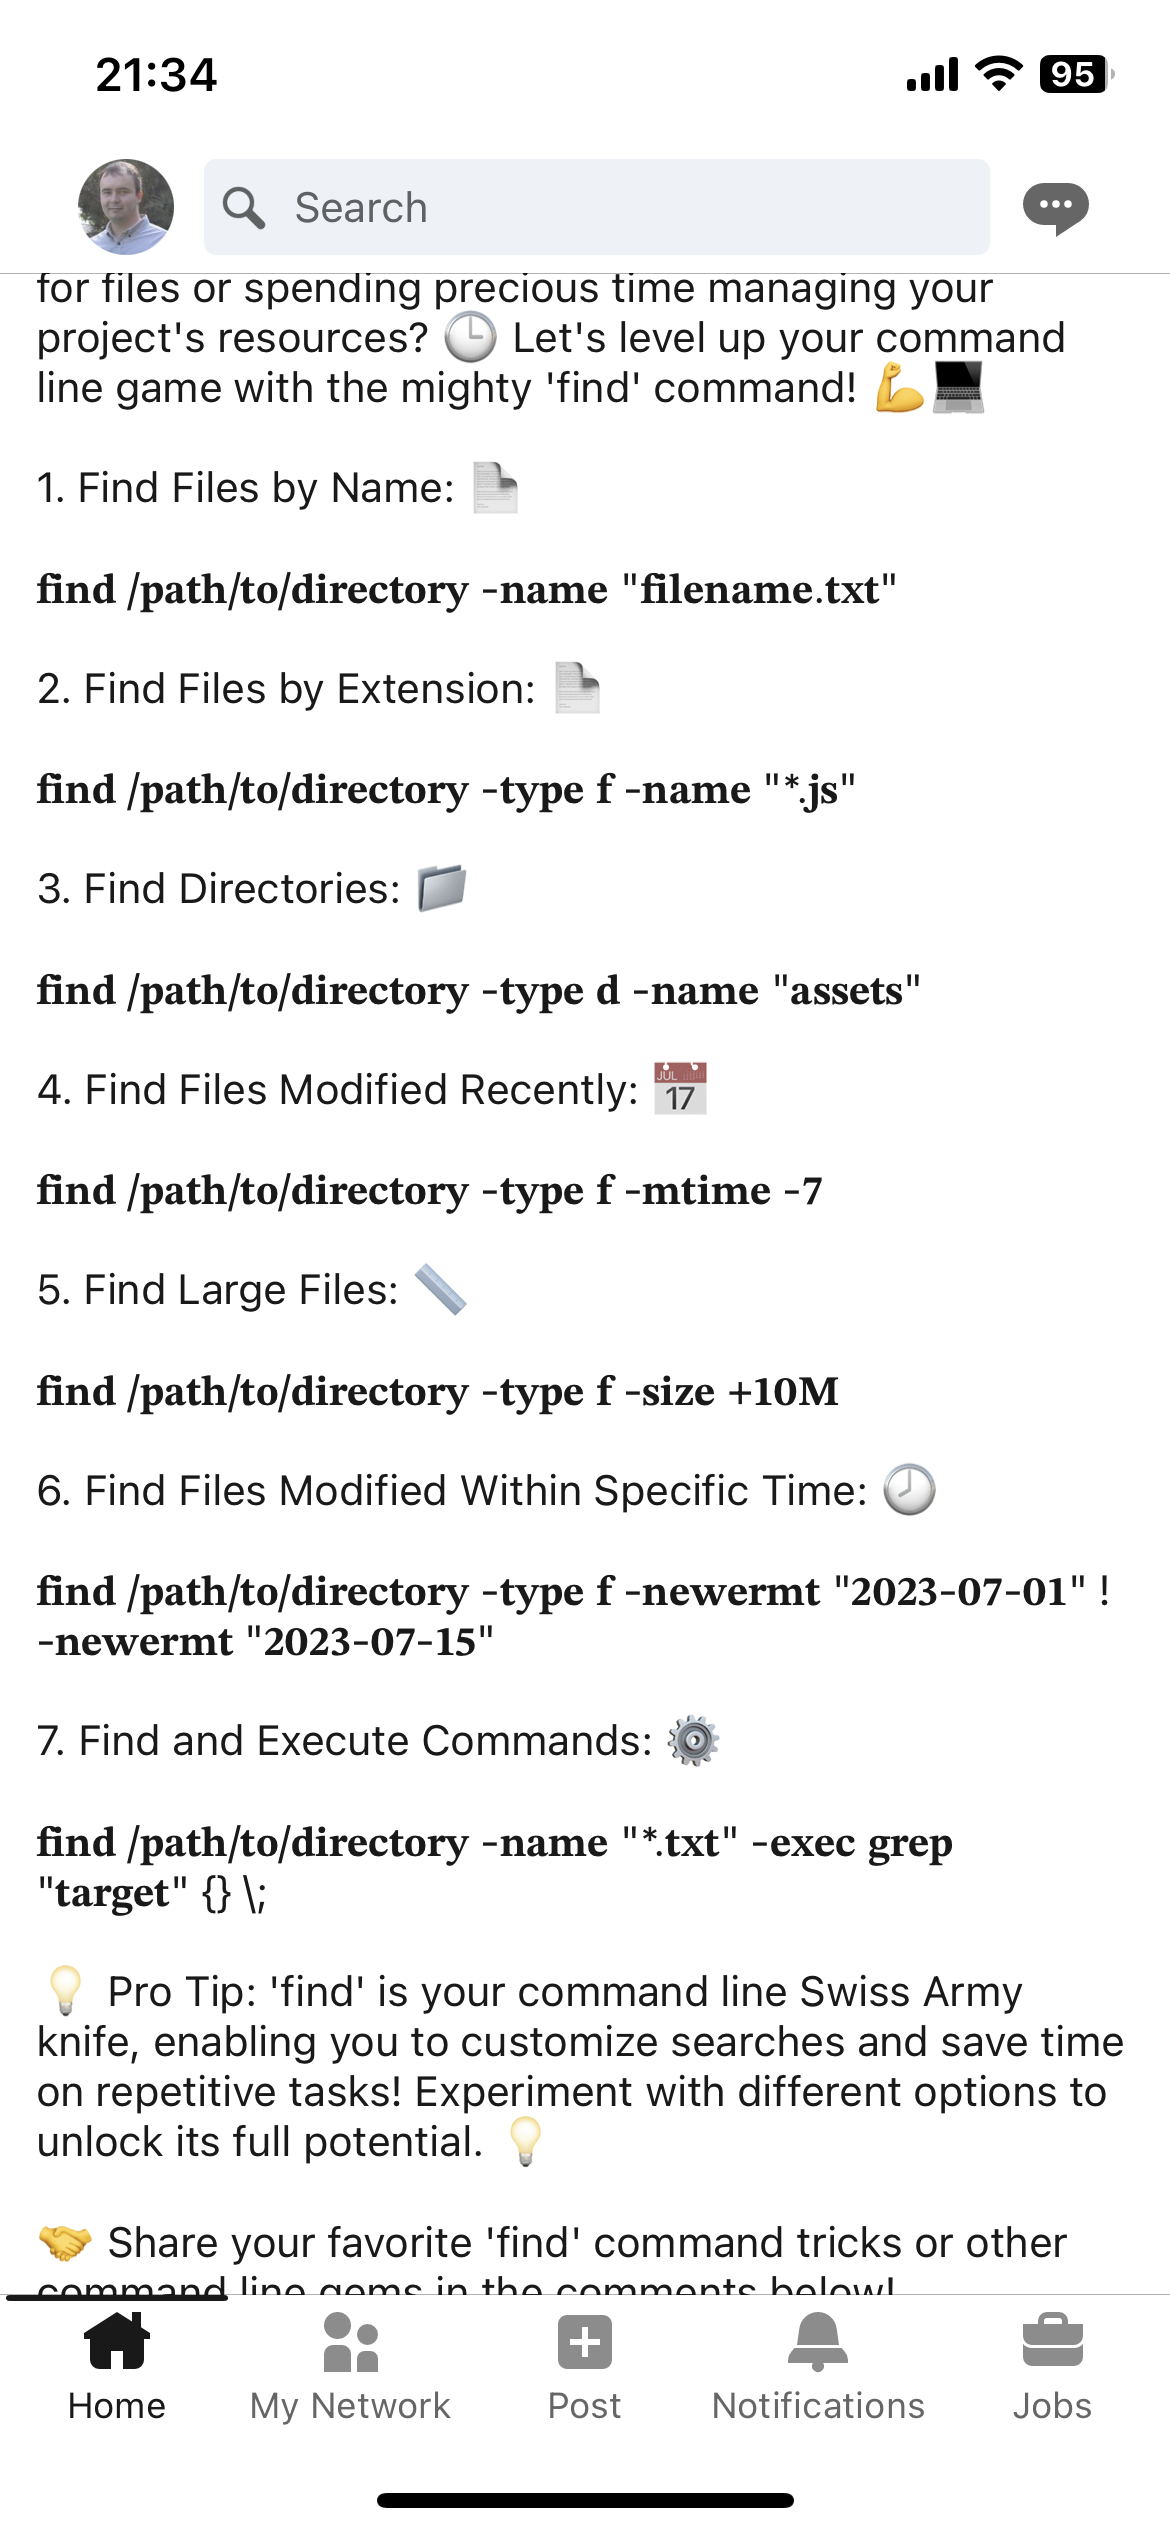 21:34
95
Search
for files or spending precious time managing your
project's resources? 🕒 Let's level up your command
line game with the mighty 'find' command! 💪💻
1. Find Files by Name: 📄
find /path/to/directory -name "filename.txt"
2. Find Files by Extension: 📄
find /path/to/directory -type f -name "*.js"
3. Find Directories: 📁
find /path/to/directory -type d -name "assets"
4. Find Files Modified Recently: 📅
find /path/to/directory -type f -mtime -7
5. Find Large Files: 📏
find /path/to/directory -type f -size +10M
6. Find Files Modified Within Specific Time: 🕗
find /path/to/directory -type f -newermt "2023-07-01" !
-newermt "2023-07-15"
7. Find and Execute Commands: ⚙️
find /path/to/directory -name "*.txt" -exec grep
"target" {} \;
💡 Pro Tip: 'find' is your command line Swiss Army
knife, enabling you to customize searches and save time
on repetitive tasks! Experiment with different options to
unlock its full potential. 💡
🤝 Share your favorite 'find' command tricks or other
command line gems in the comments below!
Home
My Network
Post
Notifications
Jobs